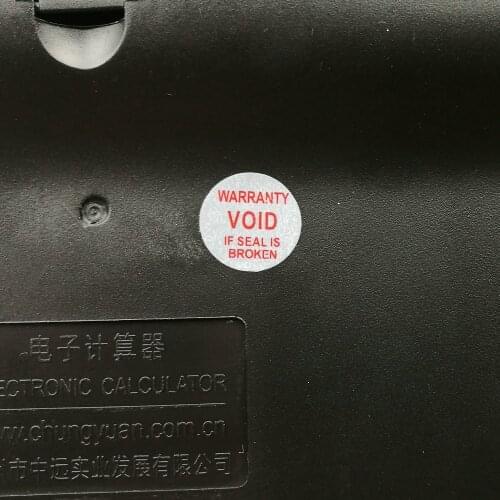 WARRANTY
VOID
IF SEAL IS
BROKEN
电子计算器
ECTRONIC CALCULATOR
www.chungyuan.com.cn
市中远实业发展有限公司